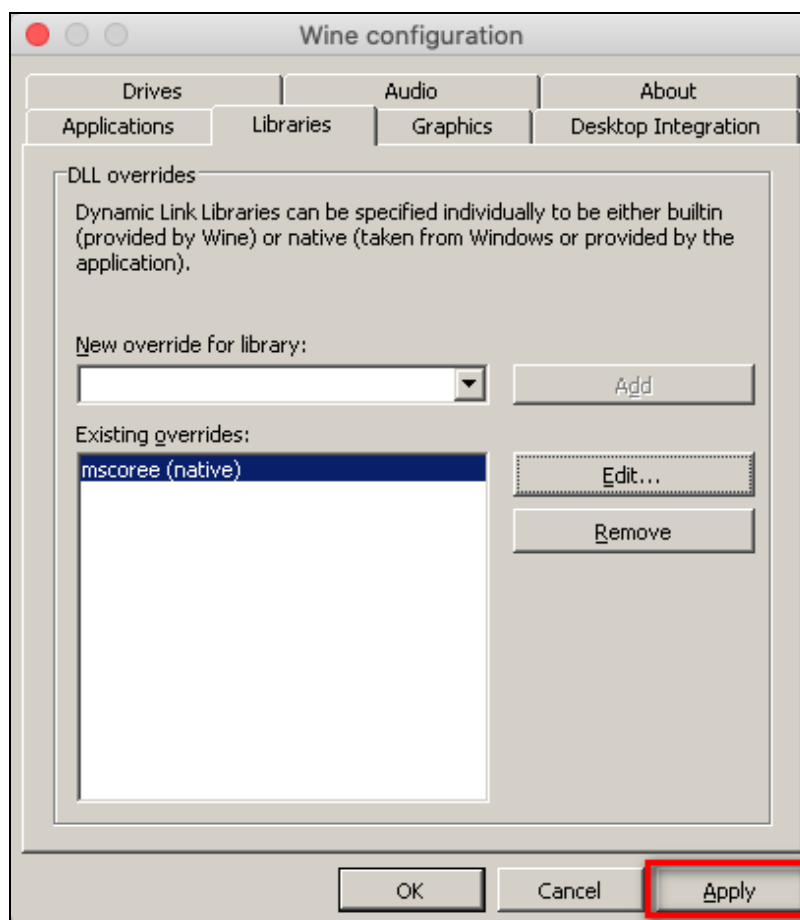 Wine configuration
Drives Audio About
Applications Libraries Graphics Desktop Integration
DLL overrides
Dynamic Link Libraries can be specified individually to be either builtin
(provided by Wine) or native (taken from Windows or provided by the
application).
New override for library:
Add
Existing overrides:
mscoree (native)
Edit...
Remove
OK Cancel Apply